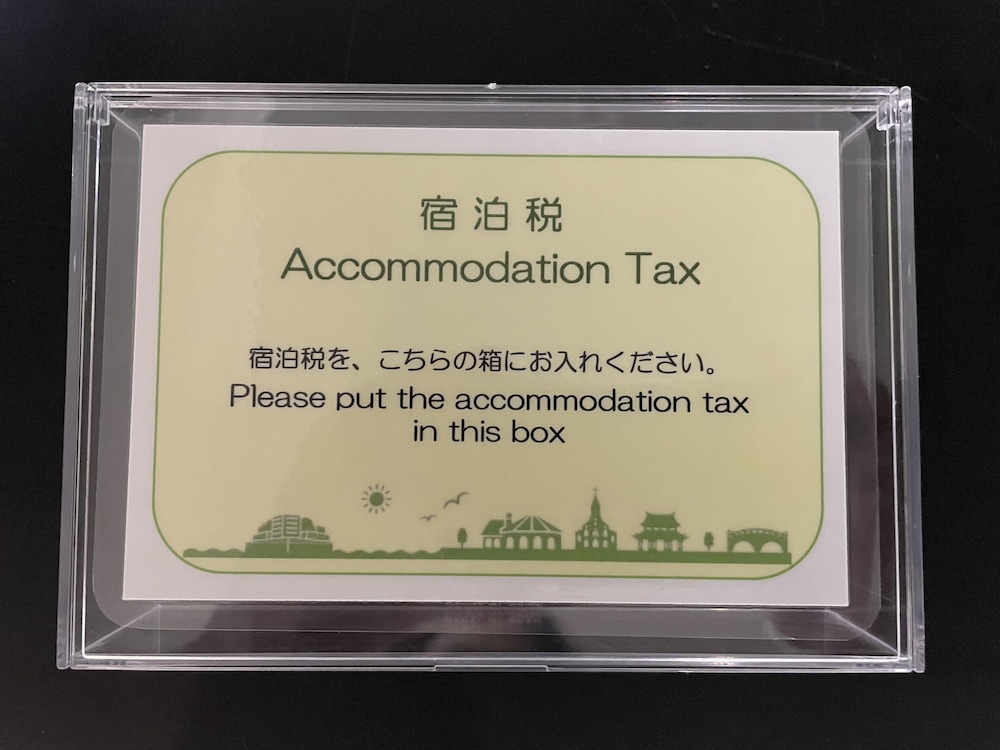 宿泊税
Accommodation Tax
宿泊税を、こちらの箱にお入れください。
Please put the accommodation tax
in this box